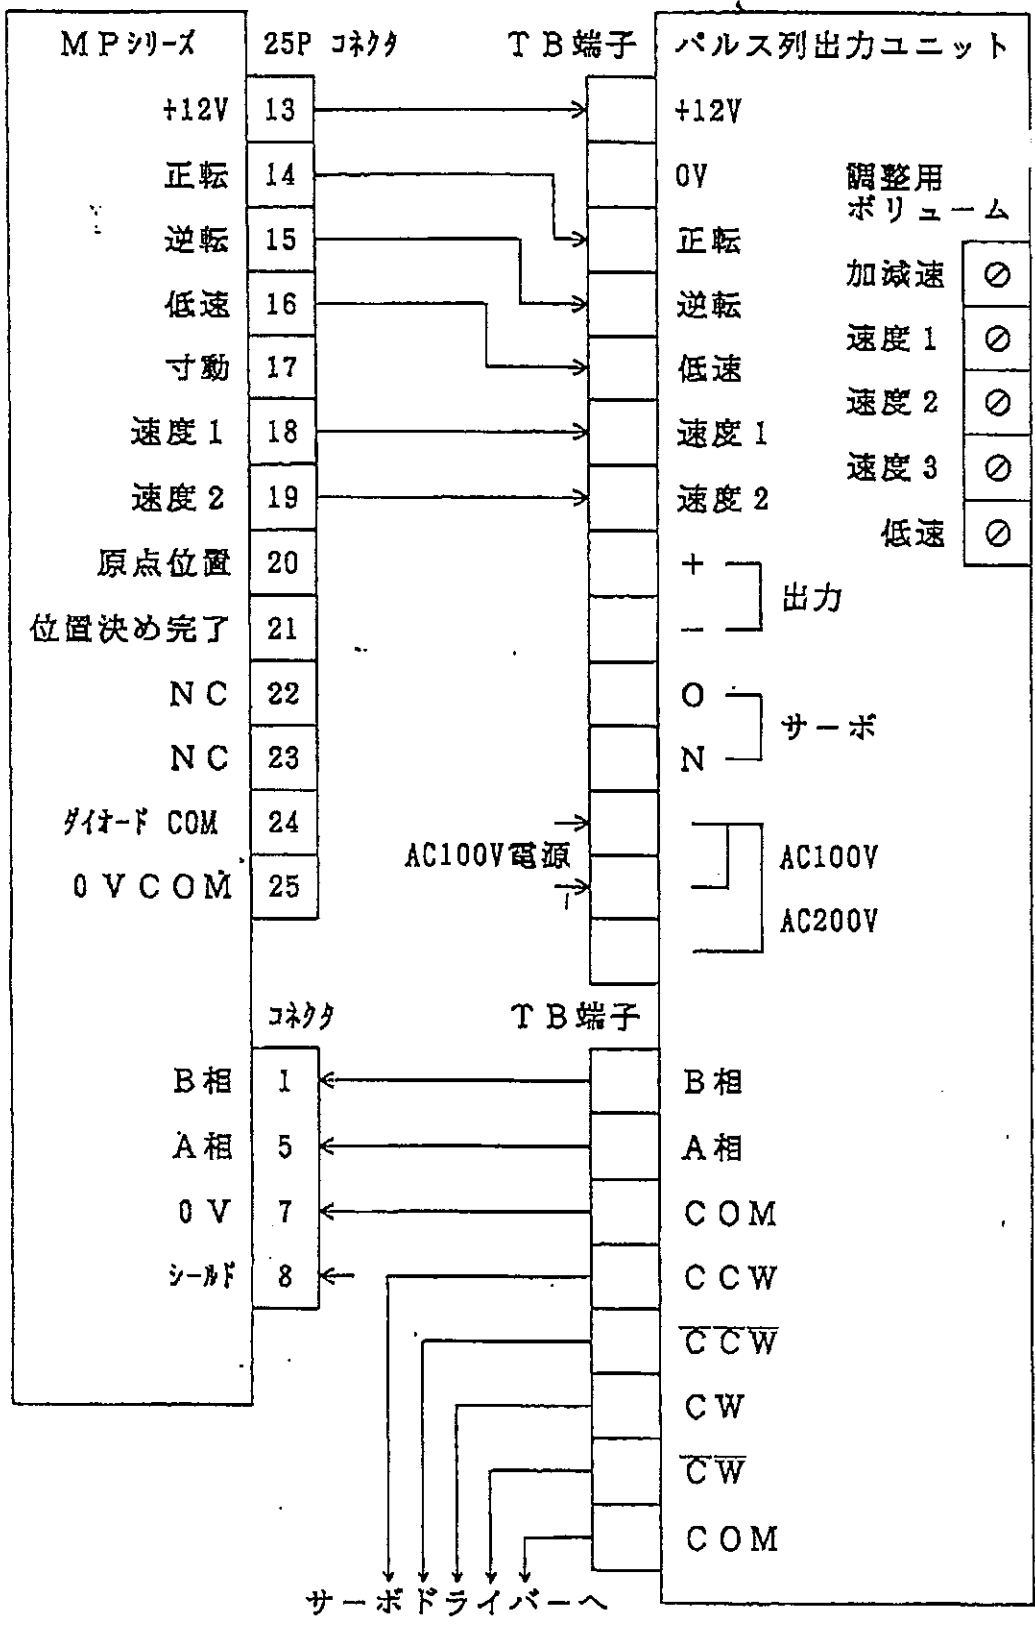 MPシリーズ 25Pコネクタ TB端子 パルス列出力ユニット
+12V 13 +12V
正転 14 0V 調整用
ボリューム
逆転 15 正転
加減速
低速 16 逆転
速度1
寸動 17 低速
速度2
速度1 18 速度1
速度3
速度2 19 速度2
低速
原点位置 20 +
出力
位置決め完了 21 −
NC 22 O
サーボ
NC 23 N
ダイオード COM 24
AC100V電源 AC100V
0VCOM 25
AC200V
コネクタ TB端子
B相 1 B相
A相 5 A相
0V 7 COM
シールド 8 CCW
C̅C̅W̅
CW
C̅W̅
COM
サーボドライバーへ